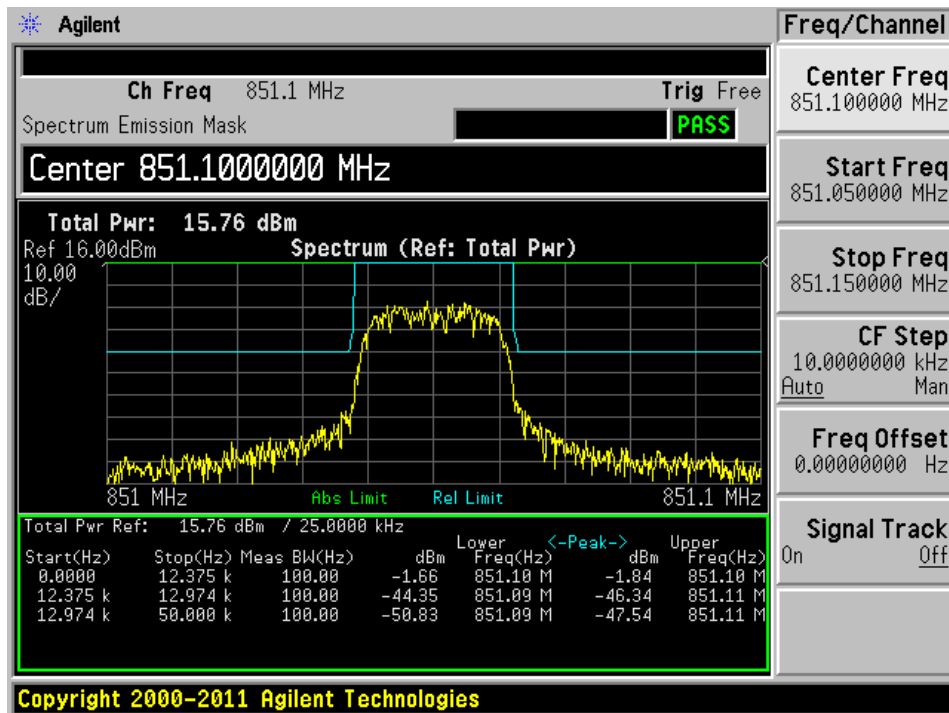 Agilent
Freq/Channel
Ch Freq 851.1 MHz Trig Free
Spectrum Emission Mask PASS
Center 851.1000000 MHz
Total Pwr: 15.76 dBm
Ref 16.00dBm Spectrum (Ref: Total Pwr)
10.00
dB/
851 MHz Abs Limit Rel Limit 851.1 MHz
Total Pwr Ref: 15.76 dBm / 25.0000 kHz
Lower <-Peak-> Upper
Start(Hz) Stop(Hz) Meas BW(Hz) dBm Freq(Hz) dBm Freq(Hz)
0.0000 12.375 k 100.00 -1.66 851.10 M -1.84 851.10 M
12.375 k 12.974 k 100.00 -44.35 851.09 M -46.34 851.11 M
12.974 k 50.000 k 100.00 -50.83 851.09 M -47.54 851.11 M
Center Freq
851.100000 MHz
Start Freq
851.050000 MHz
Stop Freq
851.150000 MHz
CF Step
10.0000000 kHz
Auto Man
Freq Offset
0.00000000 Hz
Signal Track
On Off
Copyright 2000-2011 Agilent Technologies